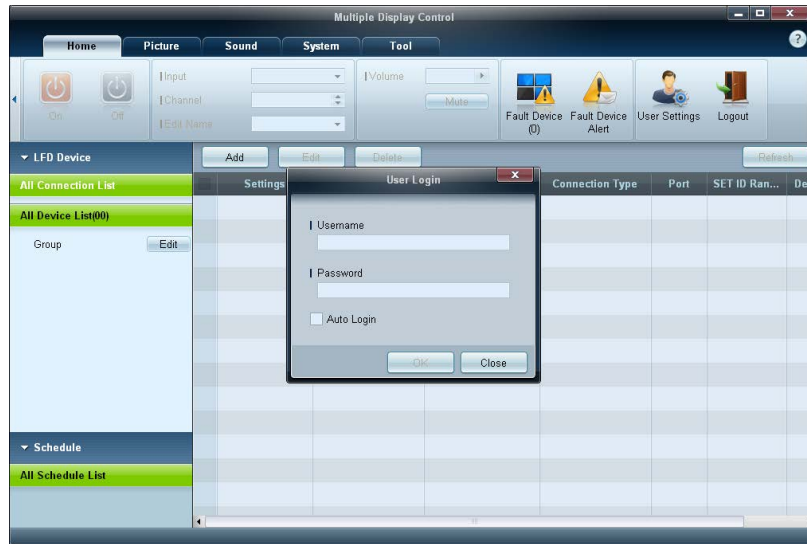 Multiple Display Control
Home Picture Sound System Tool
?
On Off
Input
Channel
Edit Name
Volume
Mute
Fault Device (0)
Fault Device Alert
User Settings
Logout
LFD Device
All Connection List
All Device List(00)
Group Edit
Schedule
All Schedule List
Add Edit Delete Refresh
Settings Connection Type Port SET ID Ran... De
User Login
Username
Password
Auto Login
OK Close